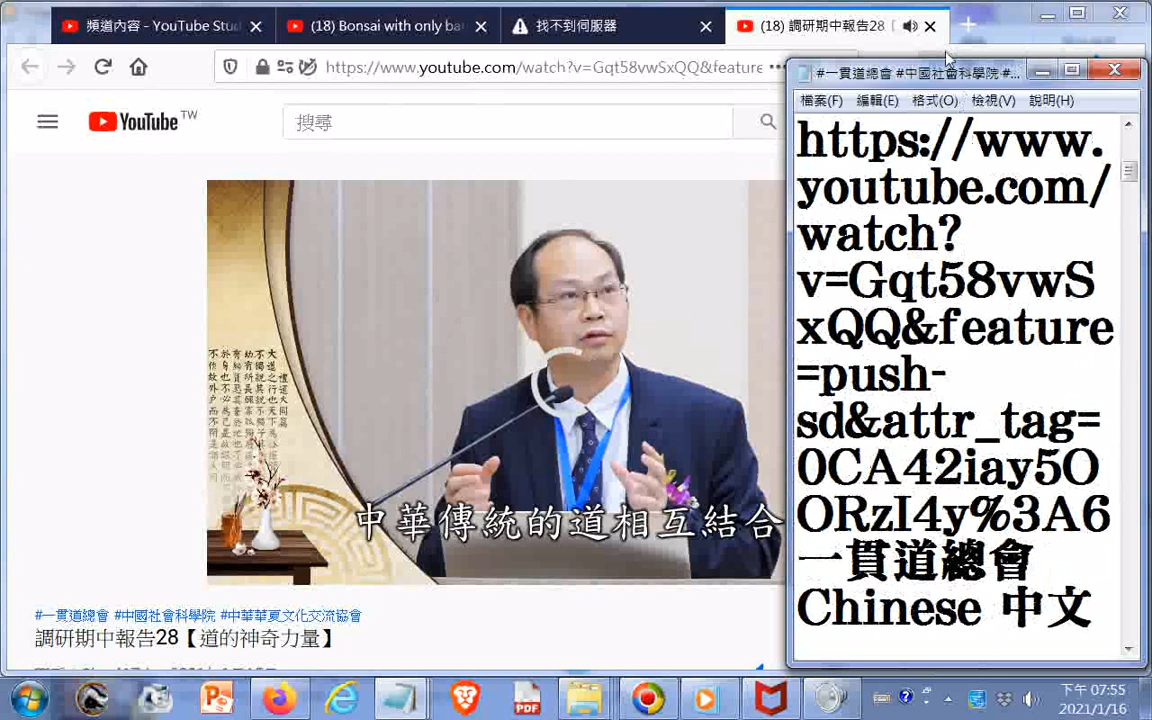 頻道內容 - YouTube Stu
(18) Bonsai with only ba
找不到伺服器
(18) 調研期中報告28
https://www.youtube.com/watch?v=Gqt58vwSxQQ&feature
YouTube TW
搜尋
中華傳統的道相互結合
#一貫道總會 #中國社會科學院 #中華華夏文化交流協會
調研期中報告28【道的神奇力量】
#一貫道總會 #中國社會科學院 #...
檔案(F) 編輯(E) 格式(O) 檢視(V) 說明(H)
https://www.
youtube.com/
watch?
v=Gqt58vwS
xQQ&feature
=push-
sd&attr_tag=
0CA42iay5O
ORzI4y%3A6
一貫道總會
Chinese 中文
下午 07:55
2021/1/16